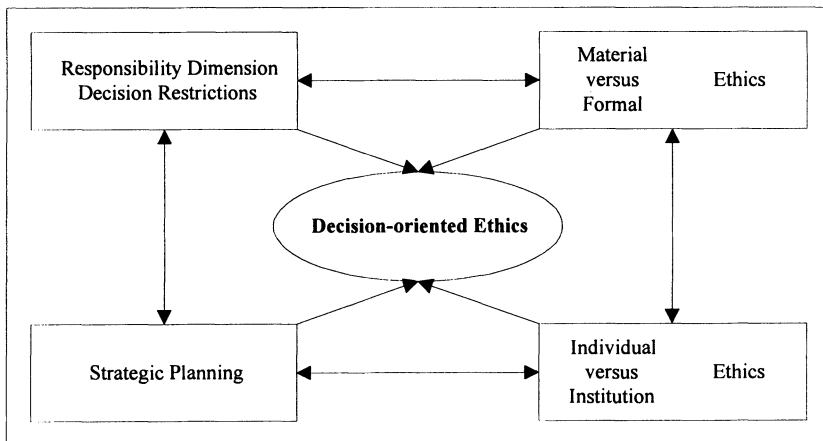 Responsibility Dimension
Decision Restrictions
Material
versus Ethics
Formal
Decision-oriented Ethics
Strategic Planning
Individual
versus Ethics
Institution